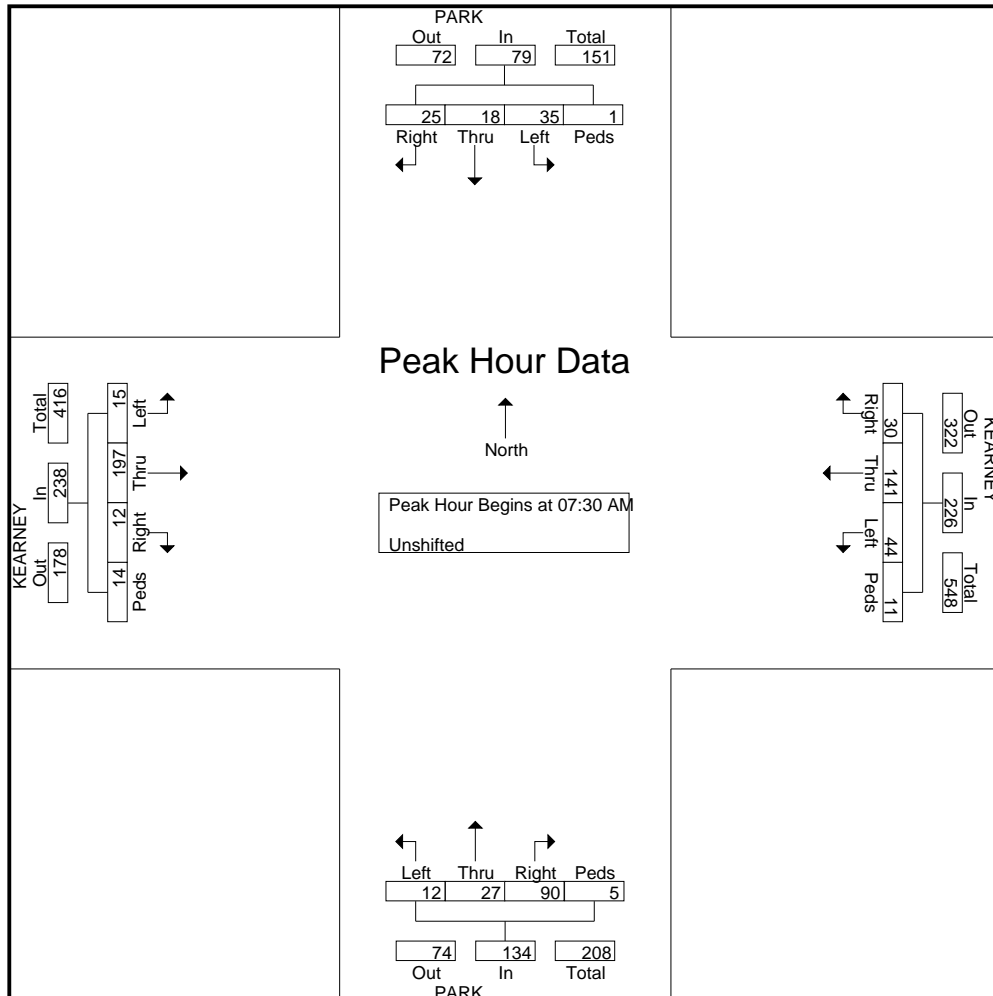 PARK
Out In Total
72 79 151
25 18 35 1
Right Thru Left Peds
Peak Hour Data
North
Peak Hour Begins at 07:30 AM
Unshifted
KEARNEY
Total In Out
416 238 178
15 197 12 14
Left Thru Right Peds
KEARNEY
Out In Total
322 226 548
30 141 44 11
Right Thru Left Peds
Left Thru Right Peds
12 27 90 5
74 134 208
Out In Total
PARK